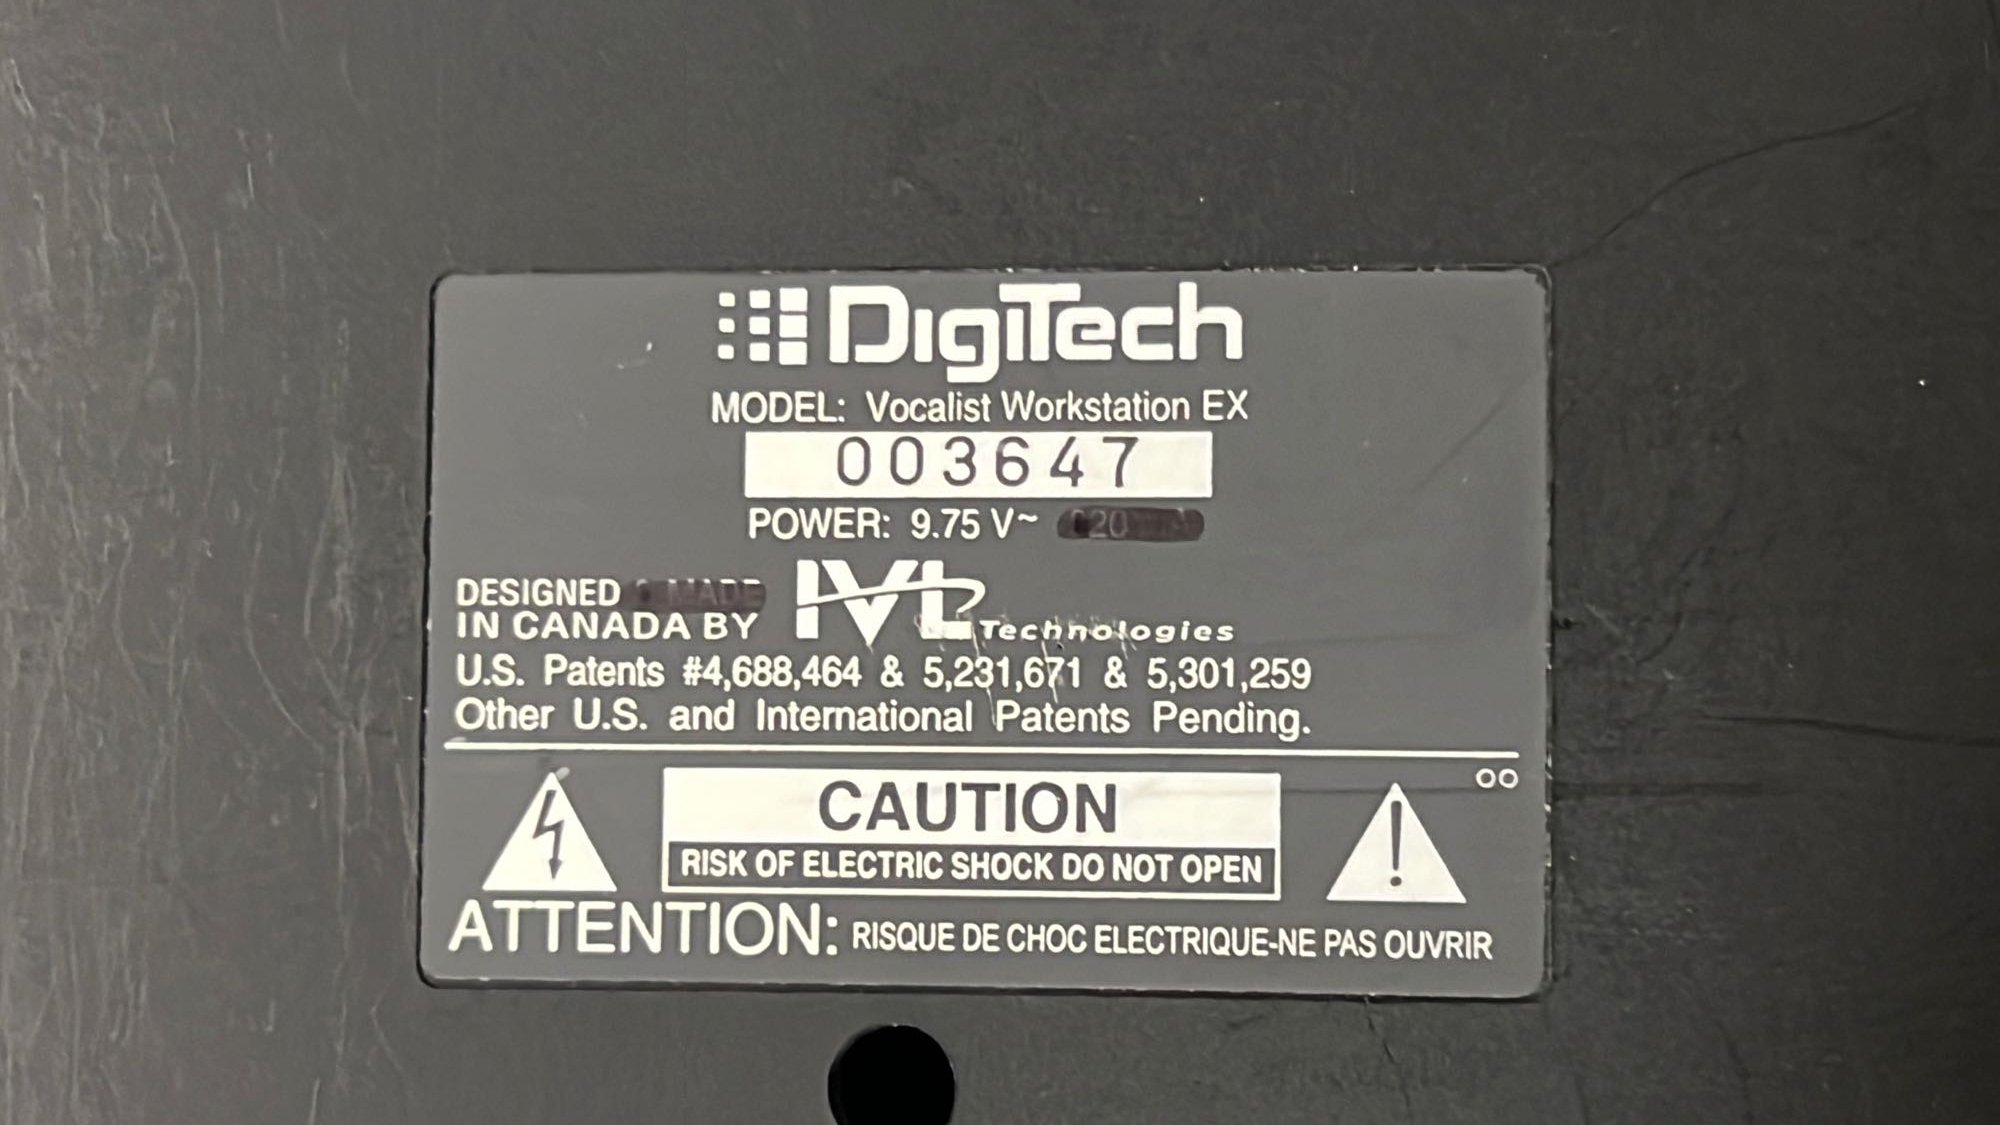 DigiTech
MODEL: Vocalist Workstation EX
003647
POWER: 9.75 V~
DESIGNED & MADE
IN CANADA BY IVL Technologies
U.S. Patents #4,688,464 & 5,231,671 & 5,301,259
Other U.S. and International Patents Pending.
OO
CAUTION
RISK OF ELECTRIC SHOCK DO NOT OPEN
ATTENTION: RISQUE DE CHOC ELECTRIQUE-NE PAS OUVRIR